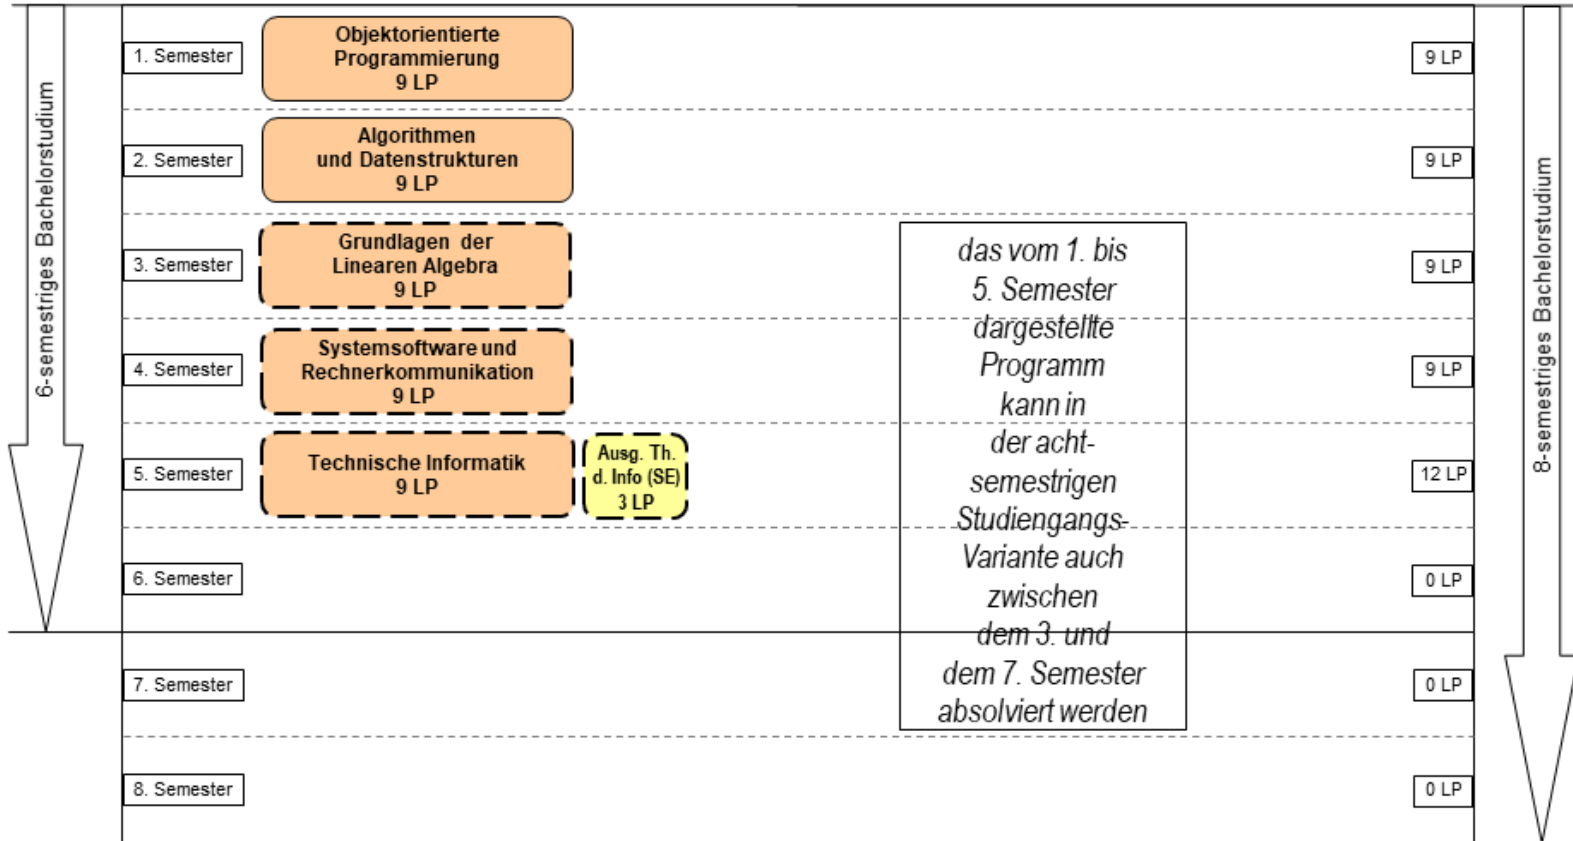 6-semestriges Bachelorstudium
1. Semester
Objektorientierte
Programmierung
9 LP
9 LP
2. Semester
Algorithmen
und Datenstrukturen
9 LP
9 LP
3. Semester
Grundlagen der
Linearen Algebra
9 LP
9 LP
4. Semester
Systemsoftware und
Rechnerkommunikation
9 LP
9 LP
5. Semester
Technische Informatik
9 LP
Ausg. Th.
d. Info (SE)
3 LP
12 LP
6. Semester
0 LP
7. Semester
0 LP
8. Semester
0 LP
das vom 1. bis
5. Semester
dargestellte
Programm
kann in
der acht-
semestrigen
Studiengangs-
Variante auch
zwischen
dem 3. und
dem 7. Semester
absolviert werden
8-semestriges Bachelorstudium